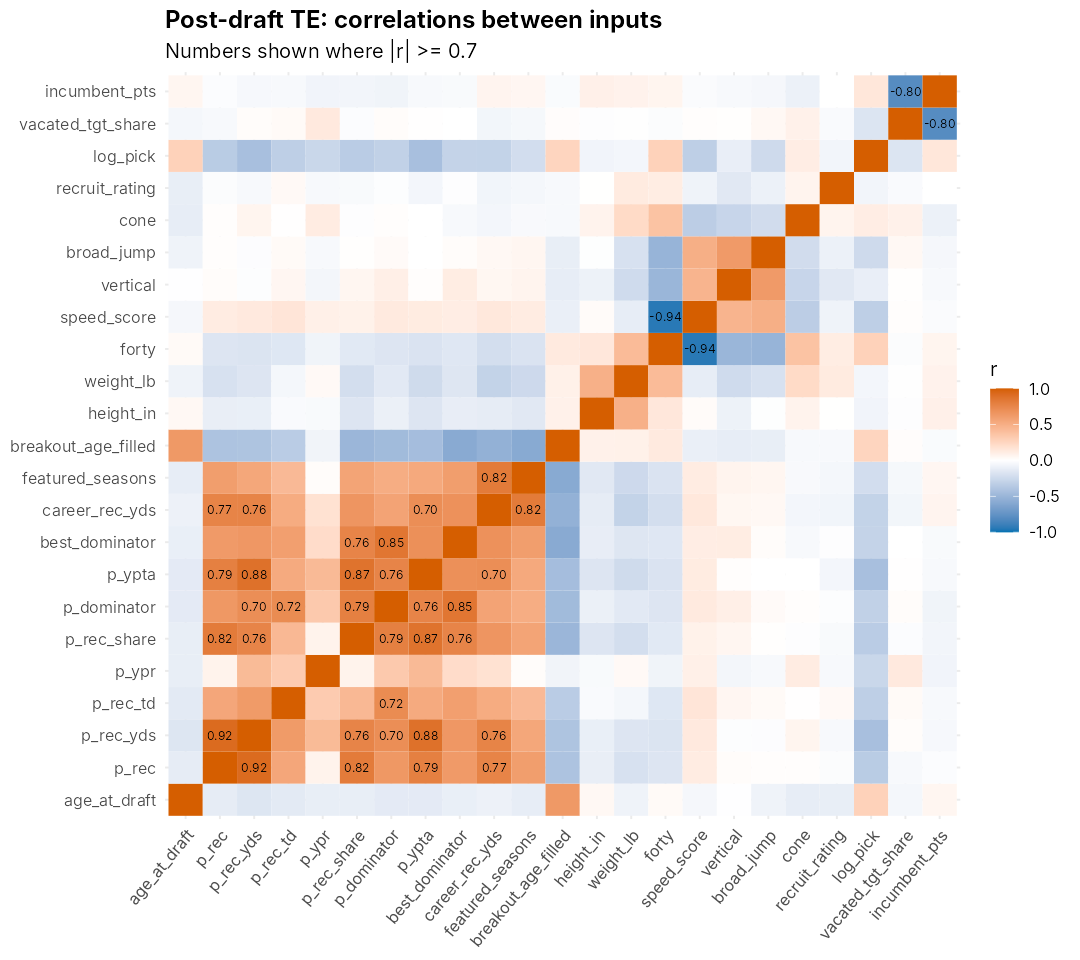 Post-draft TE: correlations between inputs
Numbers shown where |r| >= 0.7
incumbent_pts -0.80
vacated_tgt_share -0.80
log_pick
recruit_rating
cone
broad_jump
vertical
speed_score -0.94
forty -0.94
weight_lb
height_in
breakout_age_filled
featured_seasons 0.82
career_rec_yds 0.77 0.76 0.70 0.82
best_dominator 0.76 0.85
p_ypta 0.79 0.88 0.87 0.76 0.70
p_dominator 0.70 0.72 0.79 0.76 0.85
p_rec_share 0.82 0.76 0.79 0.87 0.76
p_ypr
p_rec_td 0.72
p_rec_yds 0.92 0.76 0.70 0.88 0.76
p_rec 0.92 0.82 0.79 0.77
age_at_draft
age_at_draft
p_rec
p_rec_yds
p_rec_td
p_ypr
p_rec_share
p_dominator
p_ypta
best_dominator
career_rec_yds
featured_seasons
breakout_age_filled
height_in
weight_lb
forty
speed_score
vertical
broad_jump
cone
recruit_rating
log_pick
vacated_tgt_share
incumbent_pts
r
1.0
0.5
0.0
-0.5
-1.0